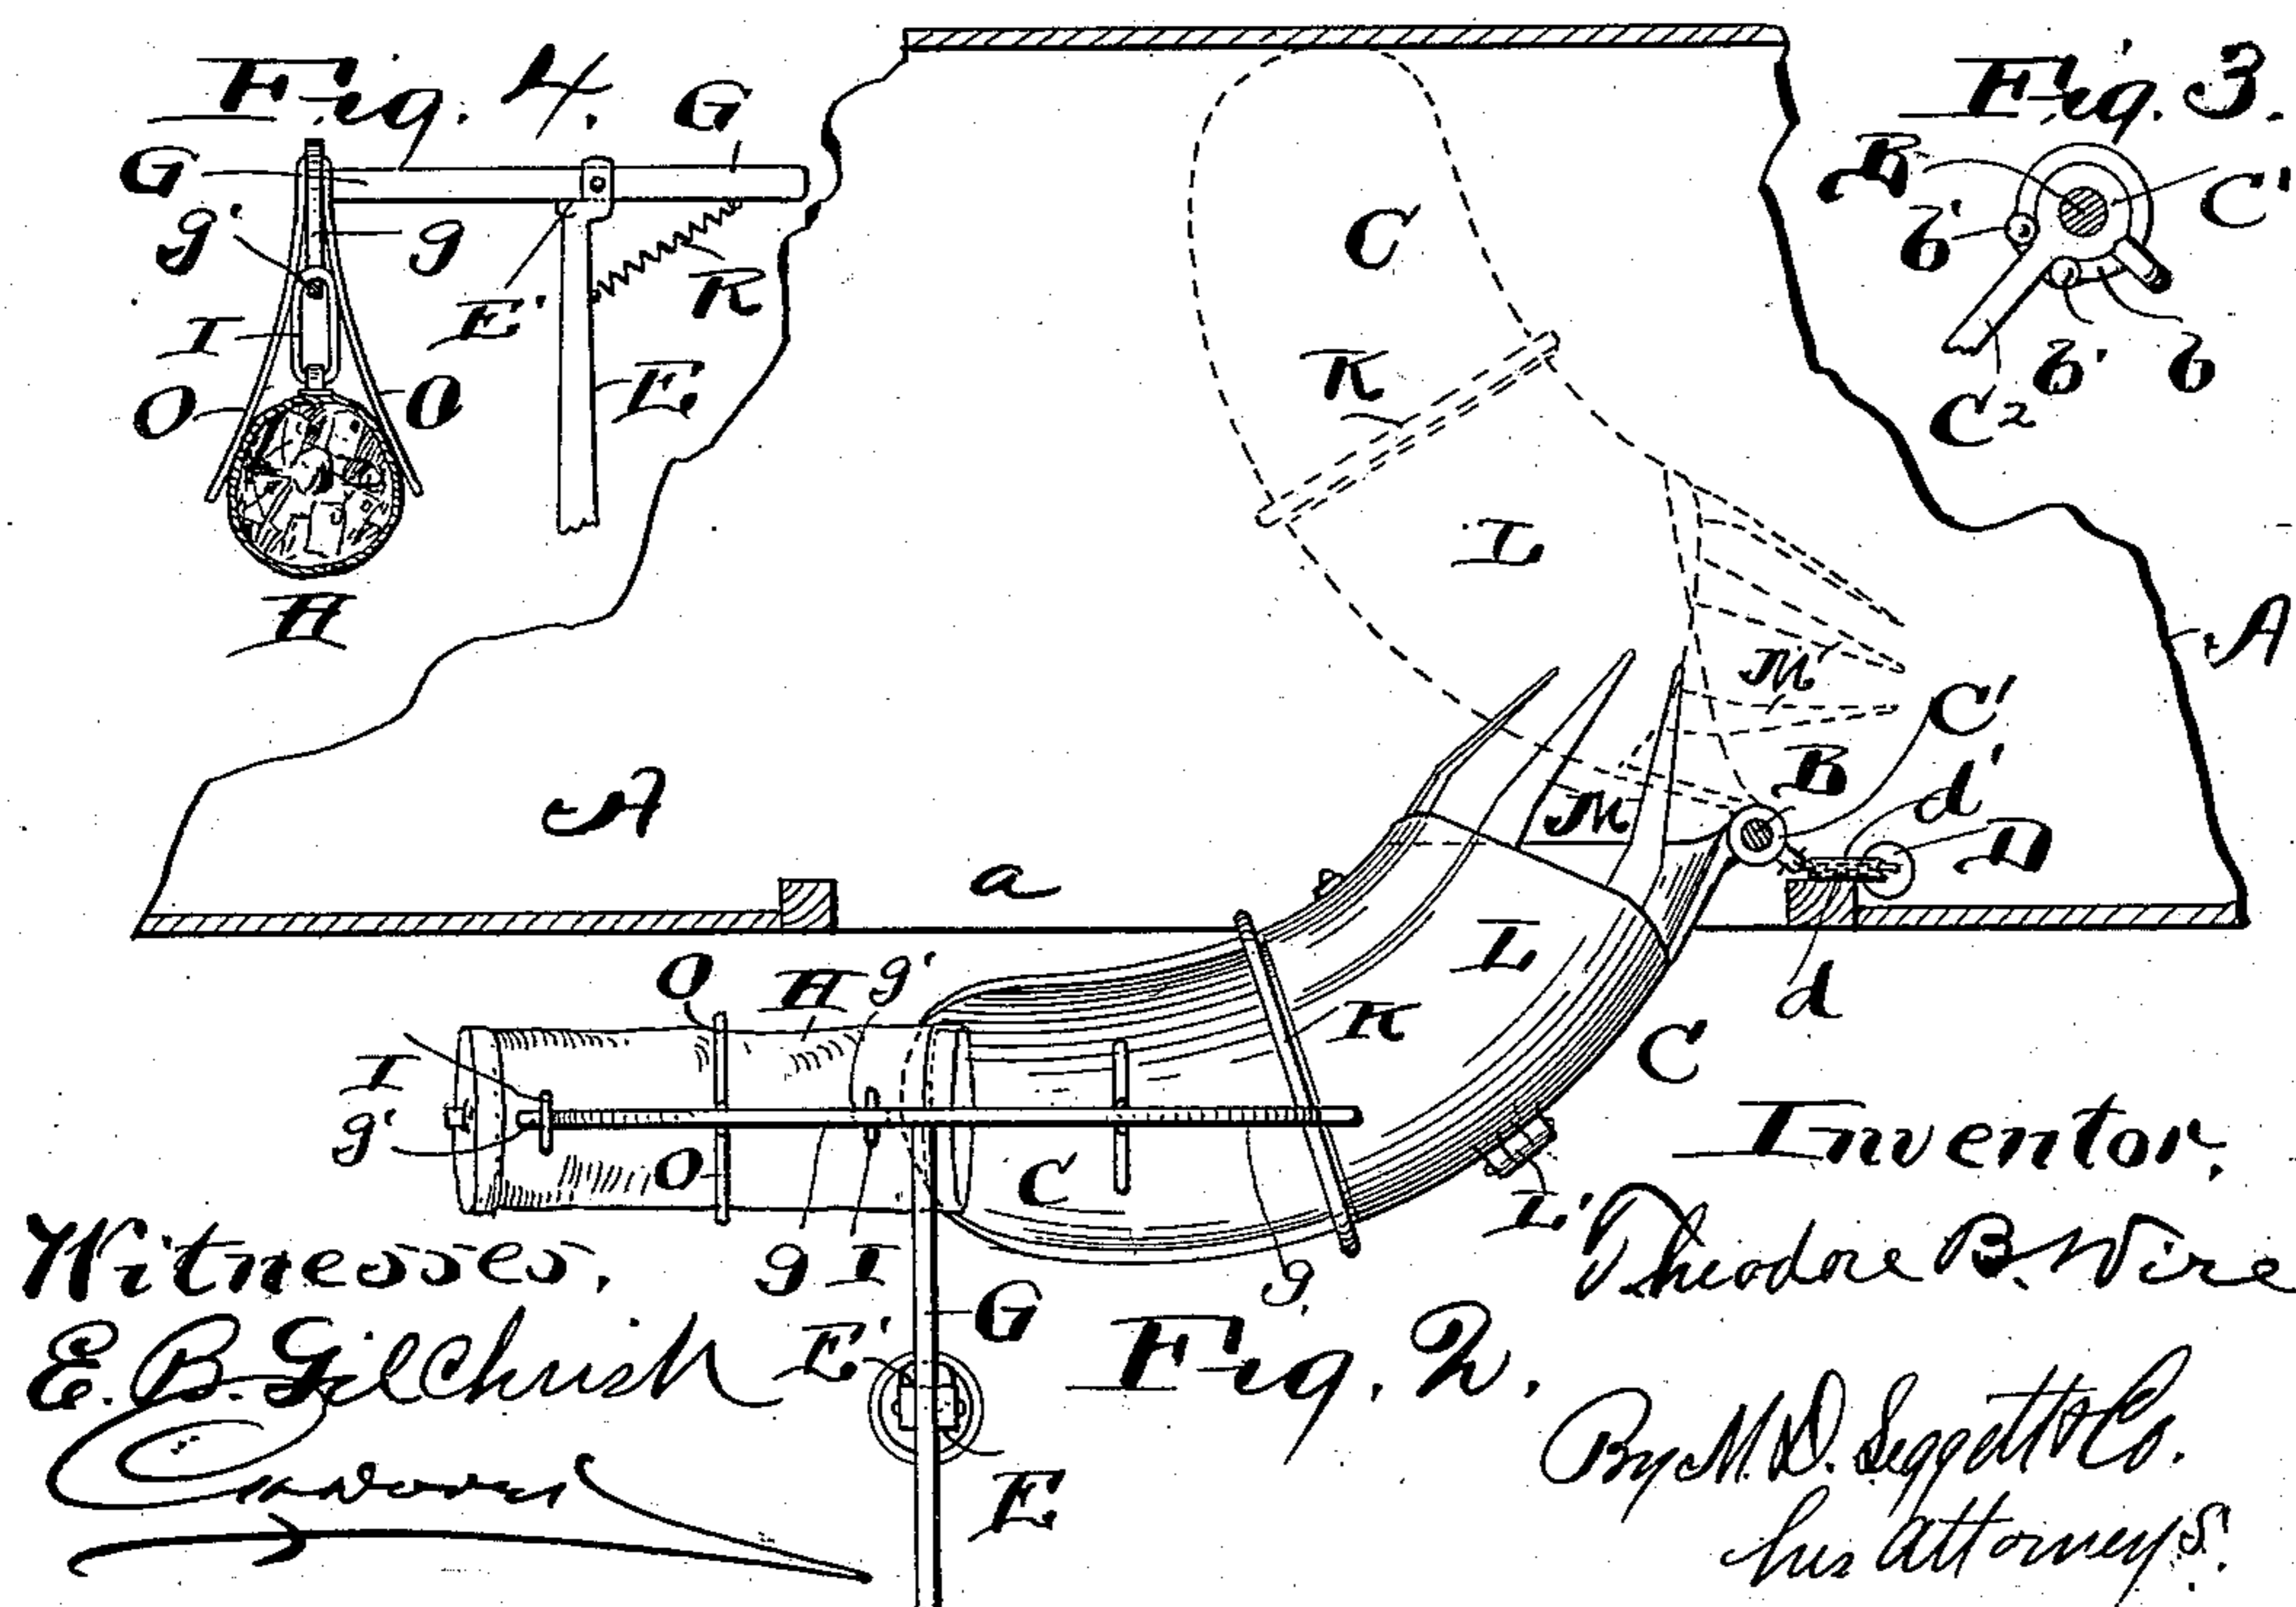 Fig. 4.
G
G
g'
g
E'
R
I
O
O
E
H
Fig. 3.
B
C'
b'
b'
b
C2
C
K
L
A
M
C'
B
d'
D
M
A
a
d
L
O
H
g'
K
C
I
g'
O
C
L'
g
I
g
G
E'
E
Fig. 2.
Inventor,
Theodore B. Wire
By M. D. Leggett & Co.
his Attorneys.
Witnesses,
E. B. Gilchrist